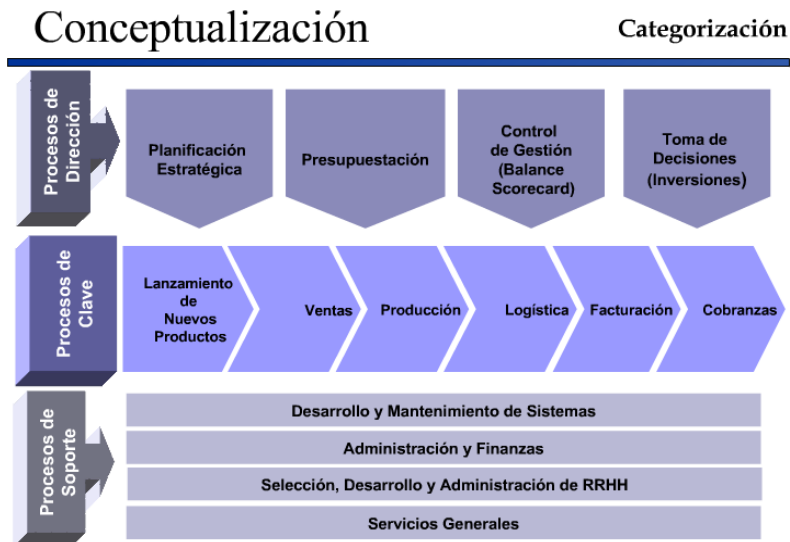 Conceptualización
Categorización
Procesos de
Dirección
Planificación
Estratégica
Presupuestación
Control
de Gestión
(Balance
Scorecard)
Toma de
Decisiones
(Inversiones)
Procesos de
Clave
Lanzamiento
de
Nuevos
Productos
Ventas
Producción
Logística
Facturación
Cobranzas
Procesos de
Soporte
Desarrollo y Mantenimiento de Sistemas
Administración y Finanzas
Selección, Desarrollo y Administración de RRHH
Servicios Generales